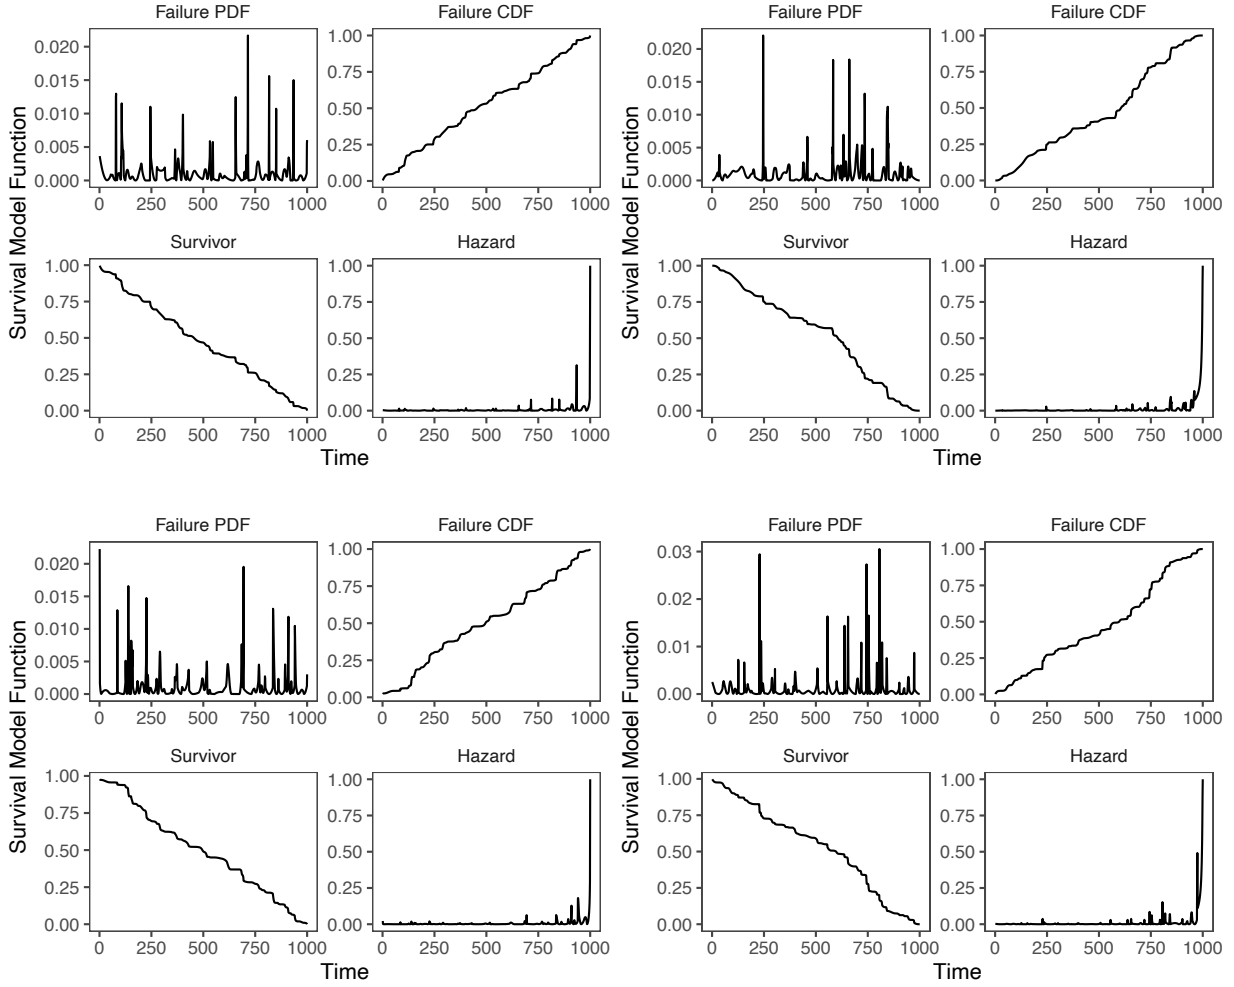 Failure PDF Failure CDF Failure PDF Failure CDF
0.020 1.00 0.020 1.00
0.015 0.75 0.015 0.75
0.010 0.50 0.010 0.50
0.005 0.25 0.005 0.25
0.000 0.00 0.000 0.00
0 250 500 750 1000 0 250 500 750 1000 0 250 500 750 1000 0 250 500 750 1000
Survival Model Function Survival Model Function
Survivor Hazard Survivor Hazard
1.00 1.00 1.00 1.00
0.75 0.75 0.75 0.75
0.50 0.50 0.50 0.50
0.25 0.25 0.25 0.25
0.00 0.00 0.00 0.00
0 250 500 750 1000 0 250 500 750 1000 0 250 500 750 1000 0 250 500 750 1000
Time Time
Failure PDF Failure CDF Failure PDF Failure CDF
0.020 1.00 0.03 1.00
0.015 0.75 0.02 0.75
0.010 0.50 0.01 0.50
0.005 0.25 0.00 0.25
0.000 0.00 0.00
0 250 500 750 1000 0 250 500 750 1000 0 250 500 750 1000 0 250 500 750 1000
Survival Model Function Survival Model Function
Survivor Hazard Survivor Hazard
1.00 1.00 1.00 1.00
0.75 0.75 0.75 0.75
0.50 0.50 0.50 0.50
0.25 0.25 0.25 0.25
0.00 0.00 0.00 0.00
0 250 500 750 1000 0 250 500 750 1000 0 250 500 750 1000 0 250 500 750 1000
Time Time